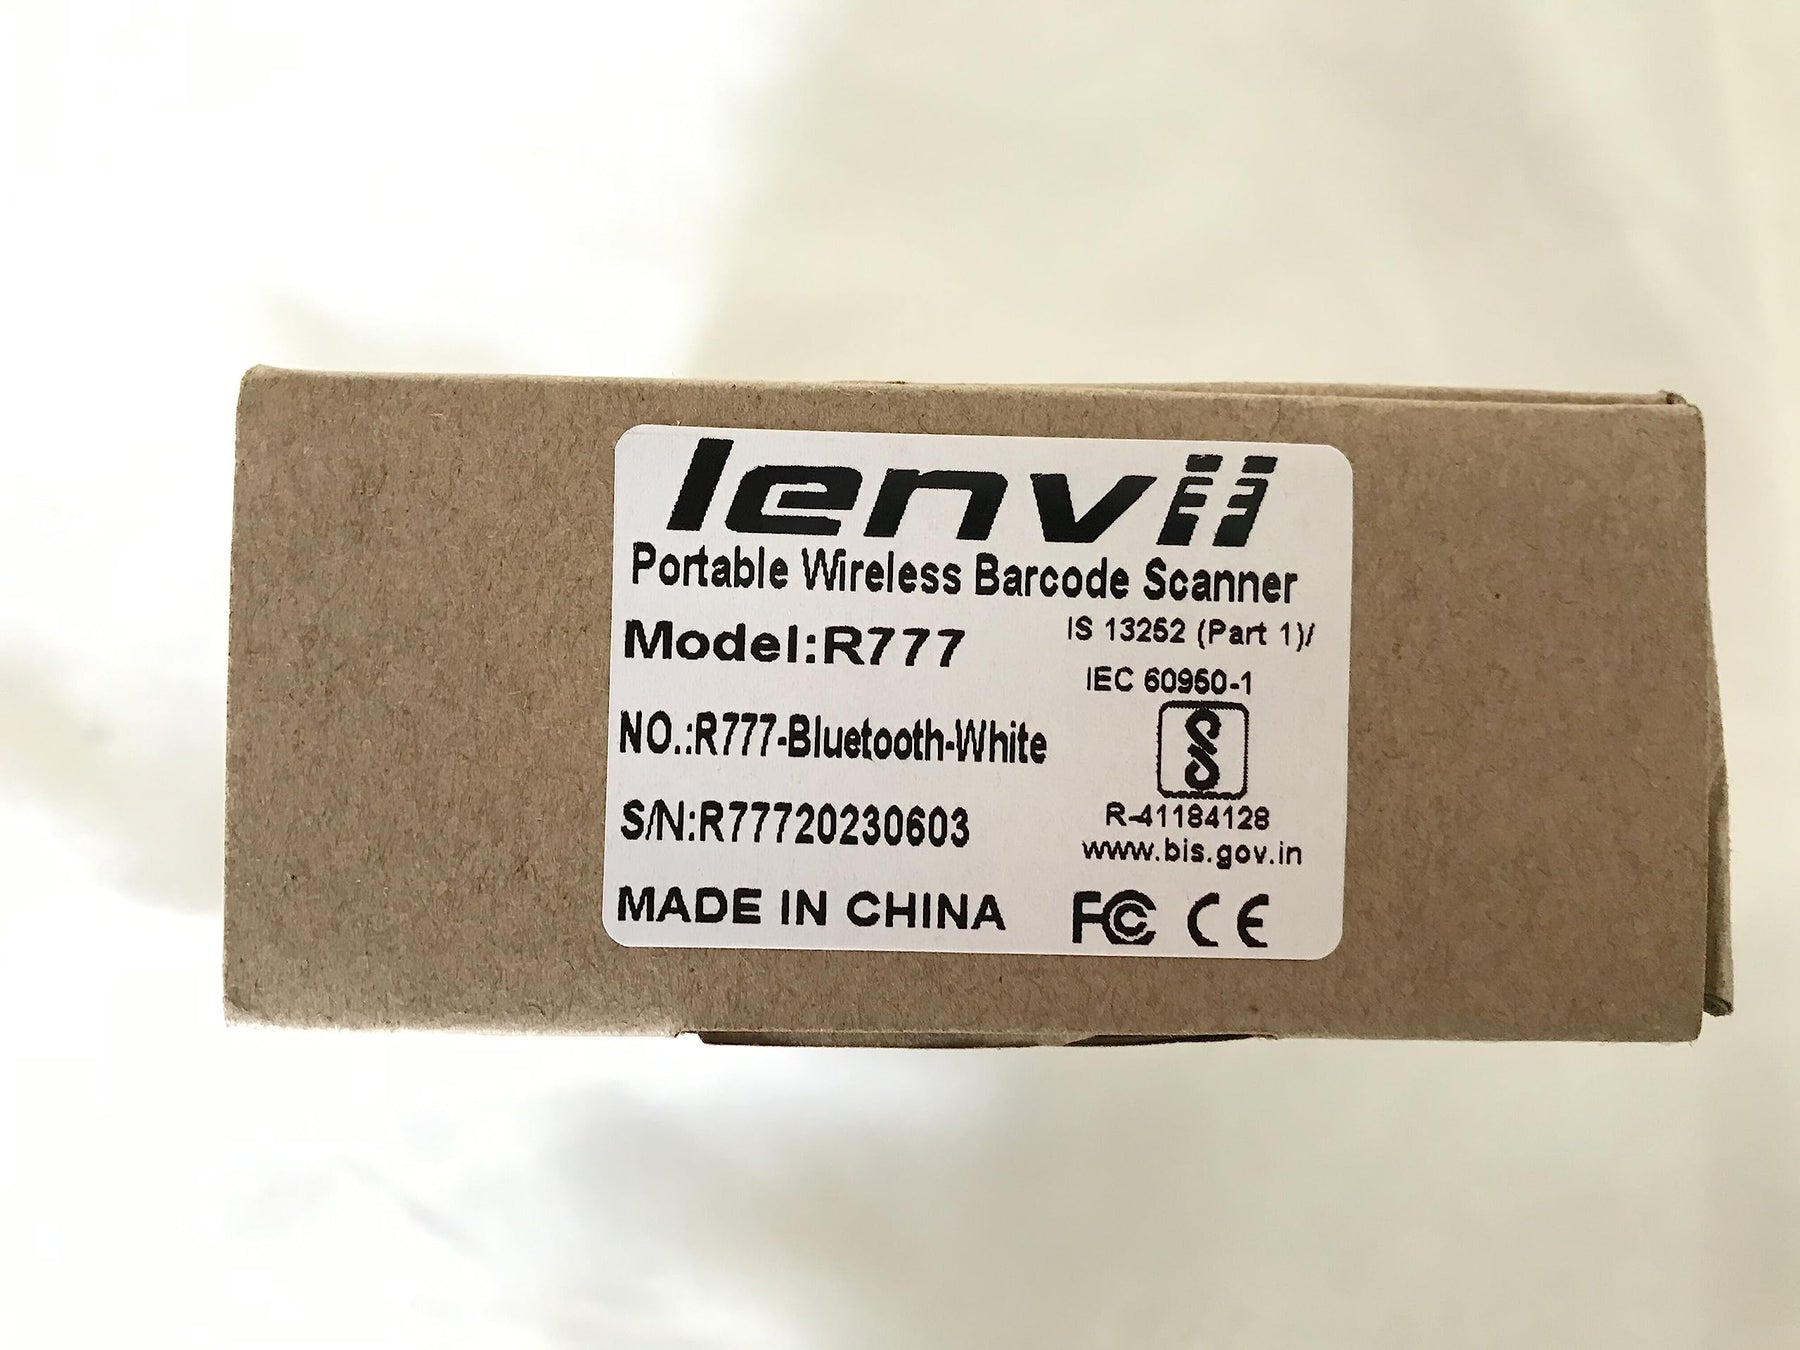 lenvii
Portable Wireless Barcode Scanner
Model:R777
IS 13252 (Part 1)/
IEC 60950-1
NO.:R777-Bluetooth-White
S/N:R77720230603
R-41184128
www.bis.gov.in
MADE IN CHINA
FC CE